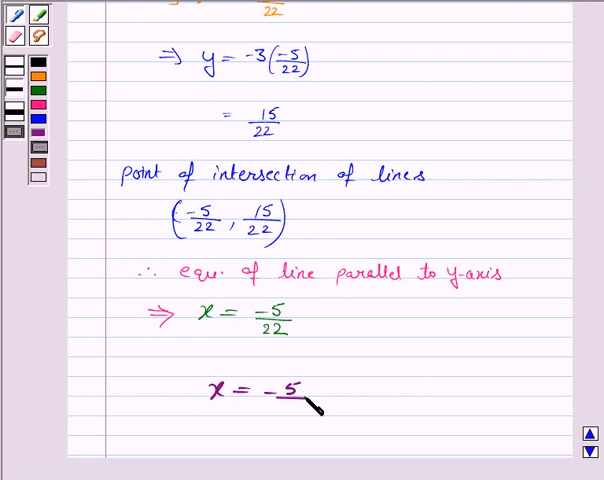 22
⇒ y = -3(-5/22)
= 15/22
point of intersection of lines
(-5/22, 15/22)
∴ equ. of line parallel to y-axis
⇒ x = -5/22
x = -5